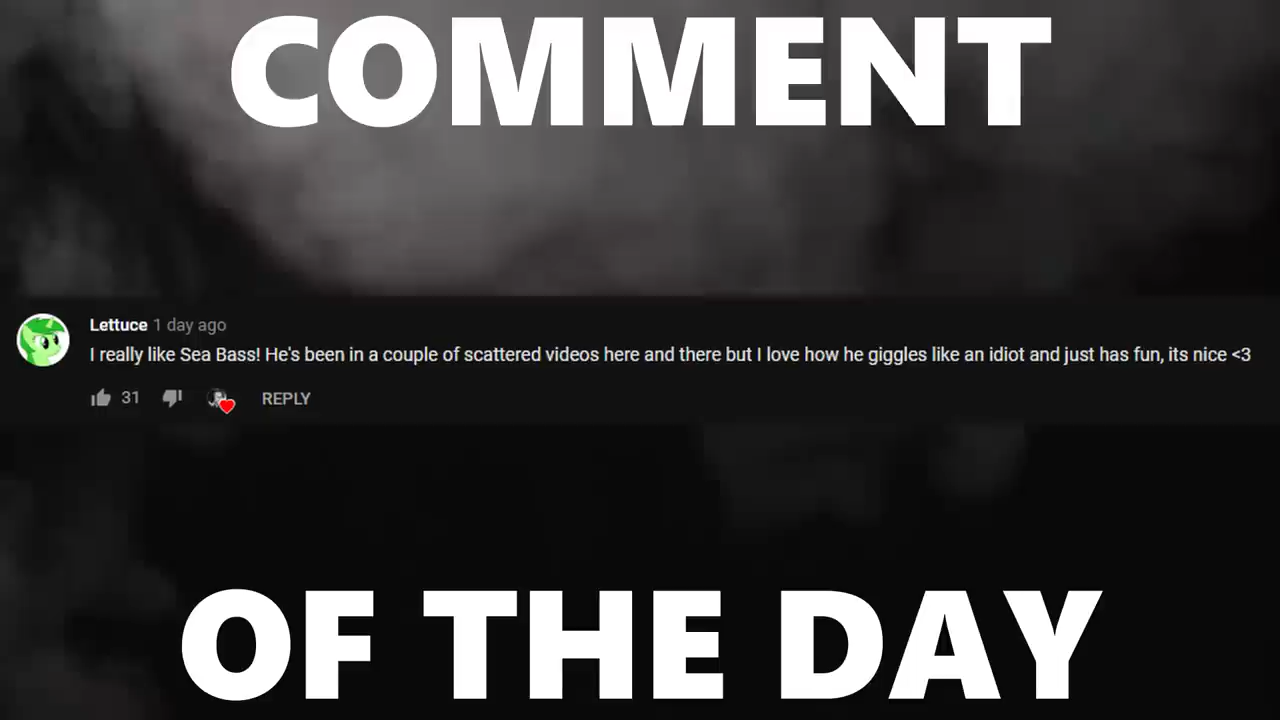 COMMENT
Lettuce 1 day ago
I really like Sea Bass! He's been in a couple of scattered videos here and there but I love how he giggles like an idiot and just has fun, its nice <3
31 REPLY
OF THE DAY